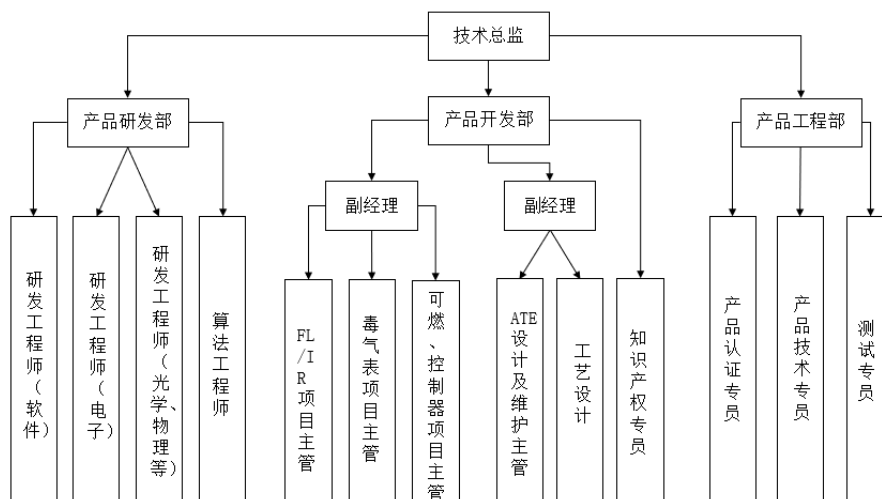 技术总监
产品研发部
产品开发部
产品工程部
副经理
副经理
研发工程师（软件）
研发工程师（电子）
研发工程师（光学、物理等）
算法工程师
FL/IR项目主管
毒气表项目主管
可燃、控制器项目主管
ATE设计及维护主管
工艺设计
知识产权专员
产品认证专员
产品技术专员
测试专员